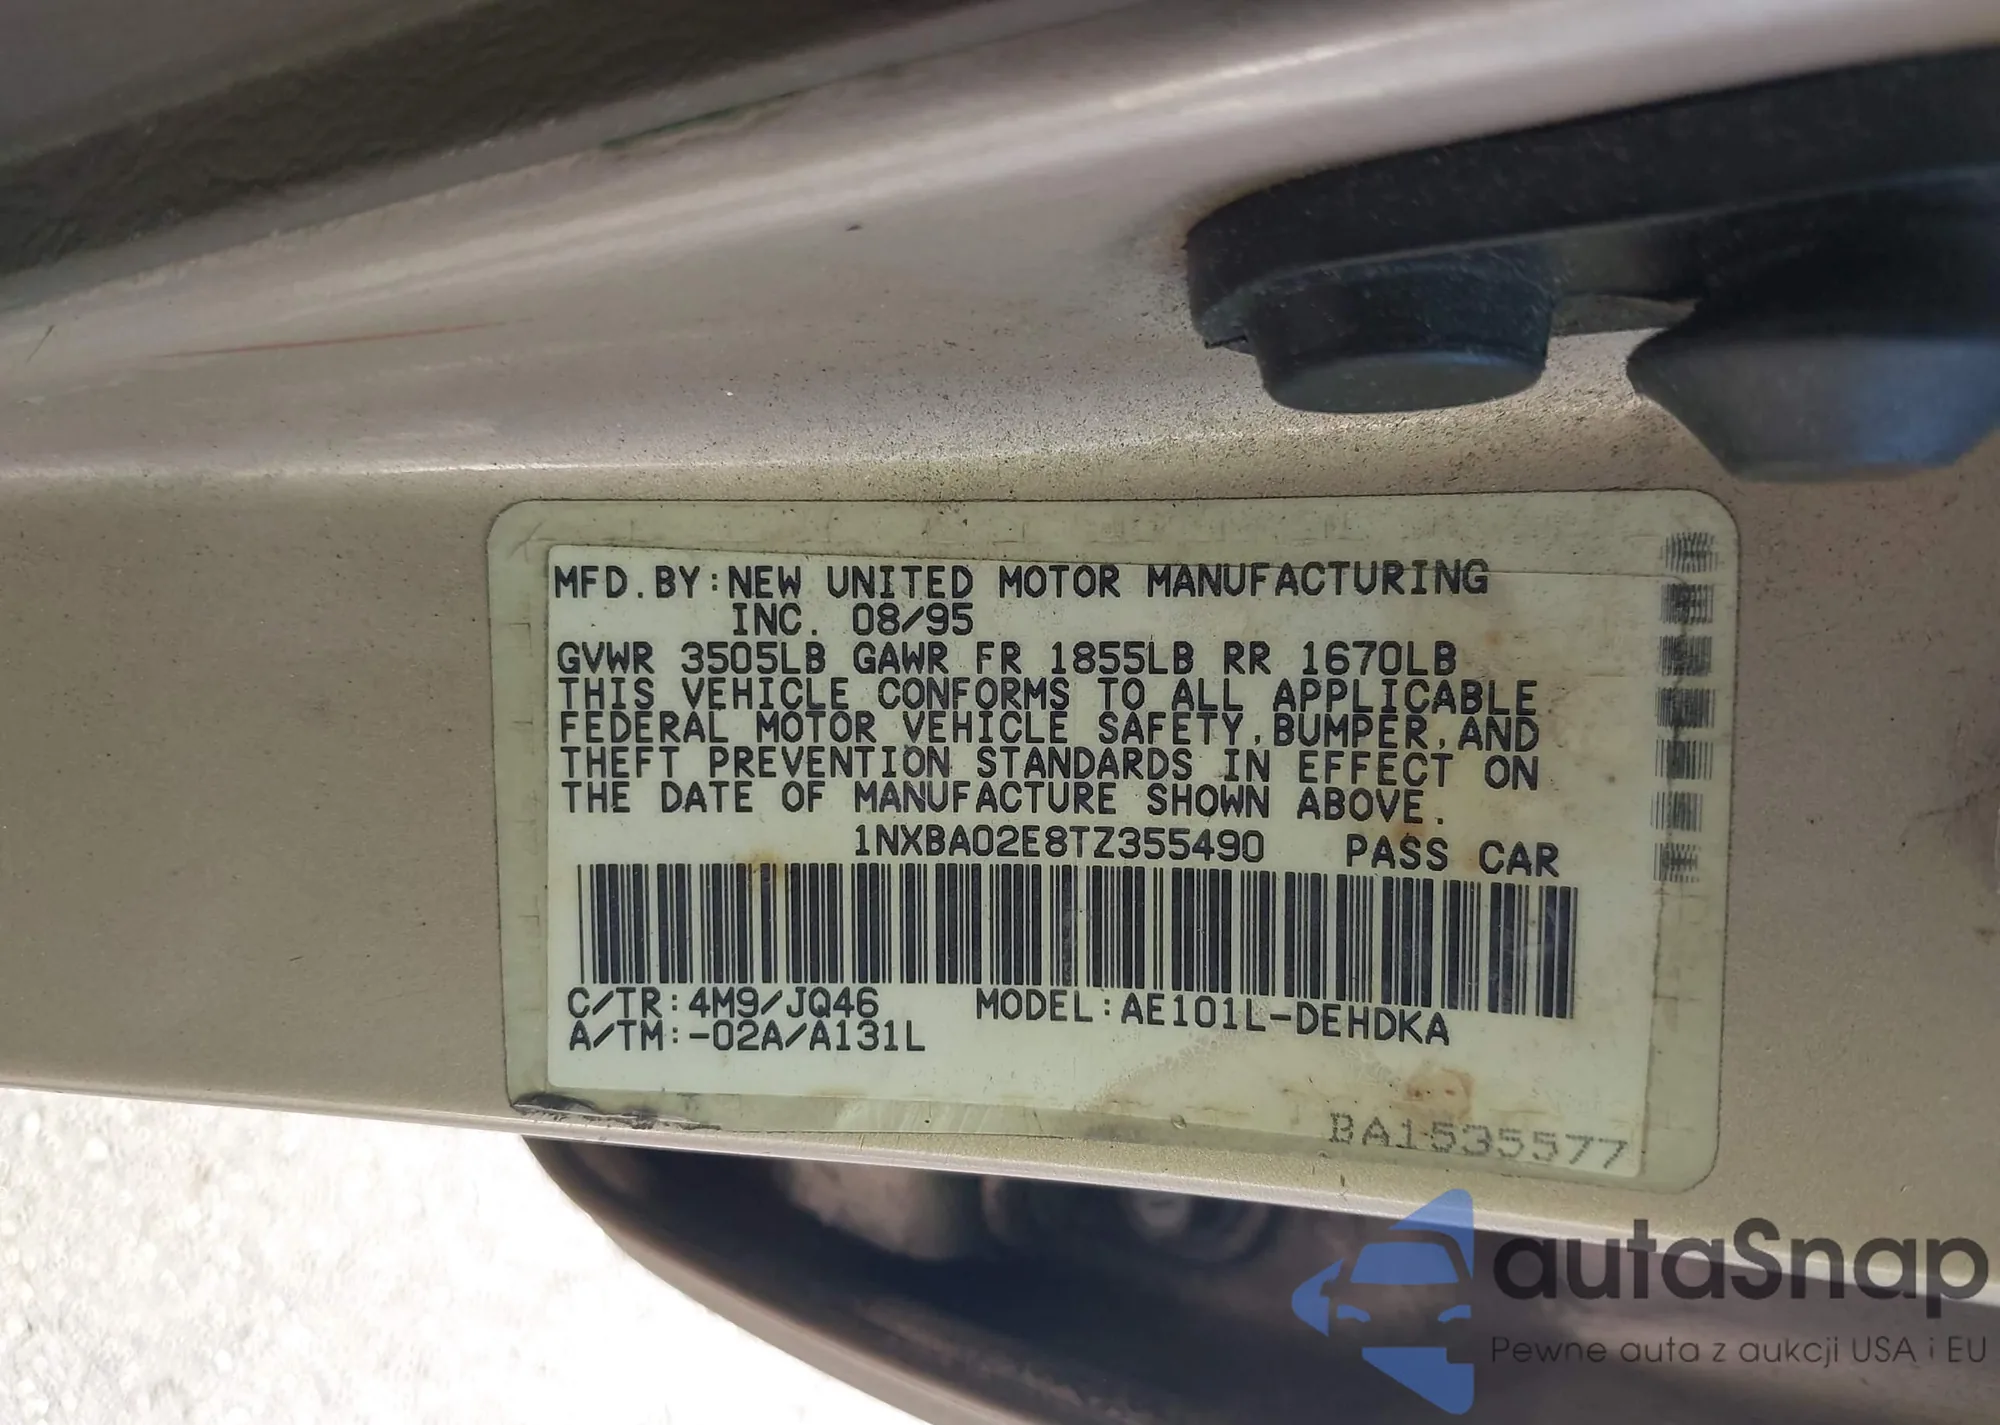 MFD.BY:NEW UNITED MOTOR MANUFACTURING
INC. 08/95
GVWR 3505LB GAWR FR 1855LB RR 1670LB
THIS VEHICLE CONFORMS TO ALL APPLICABLE
FEDERAL MOTOR VEHICLE SAFETY,BUMPER,AND
THEFT PREVENTION STANDARDS IN EFFECT ON
THE DATE OF MANUFACTURE SHOWN ABOVE.
1NXBA02E8TZ355490 PASS CAR
C/TR:4M9/JQ46 MODEL:AE101L-DEHDKA
A/TM:-02A/A131L
BA1535577
autaSnap
Pewne auta z aukcji USA i EU